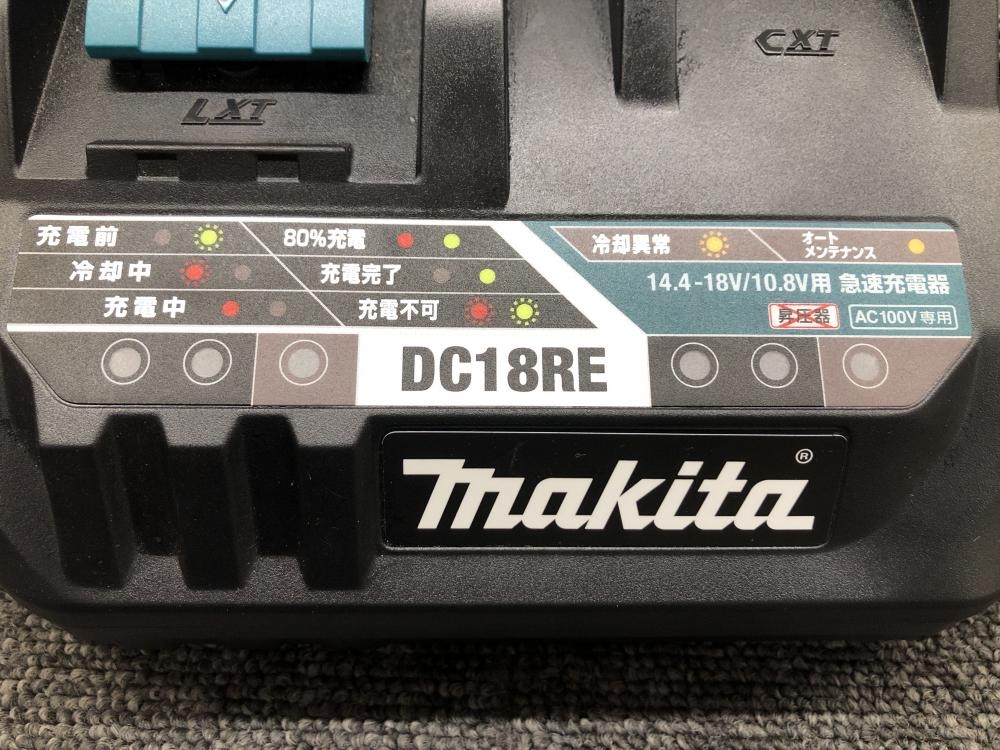 LXT
CXT
充電前
80%充電
冷却異常
オート
メンテナンス
冷却中
充電完了
14.4-18V/10.8V用 急速充電器
充電中
充電不可
昇圧器
AC100V専用
DC18RE
makita®